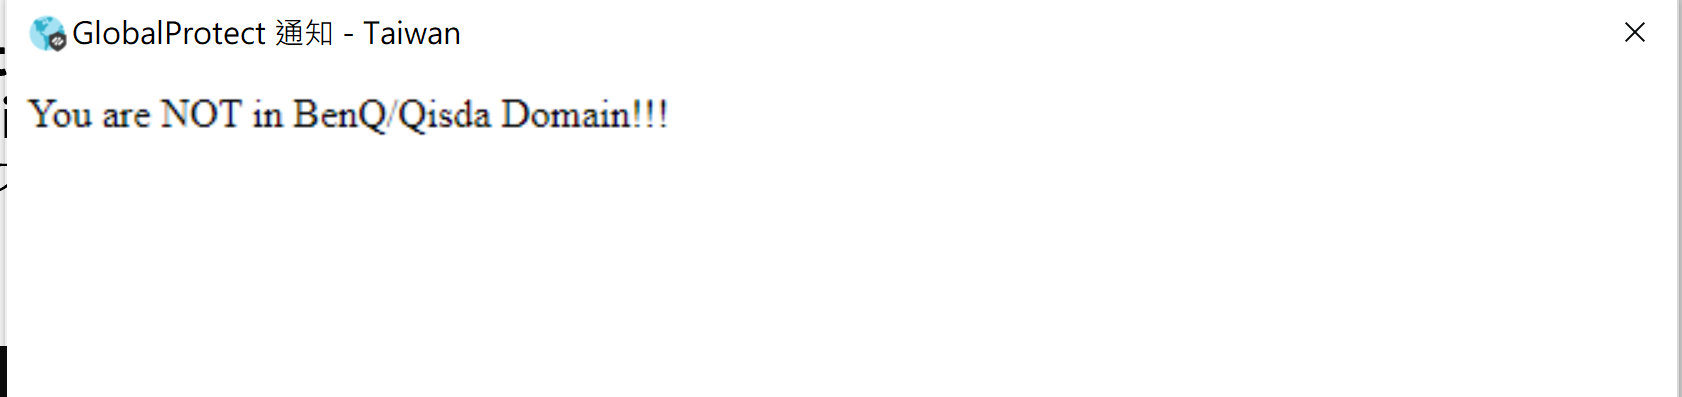 GlobalProtect 通知 - Taiwan
You are NOT in BenQ/Qisda Domain!!!